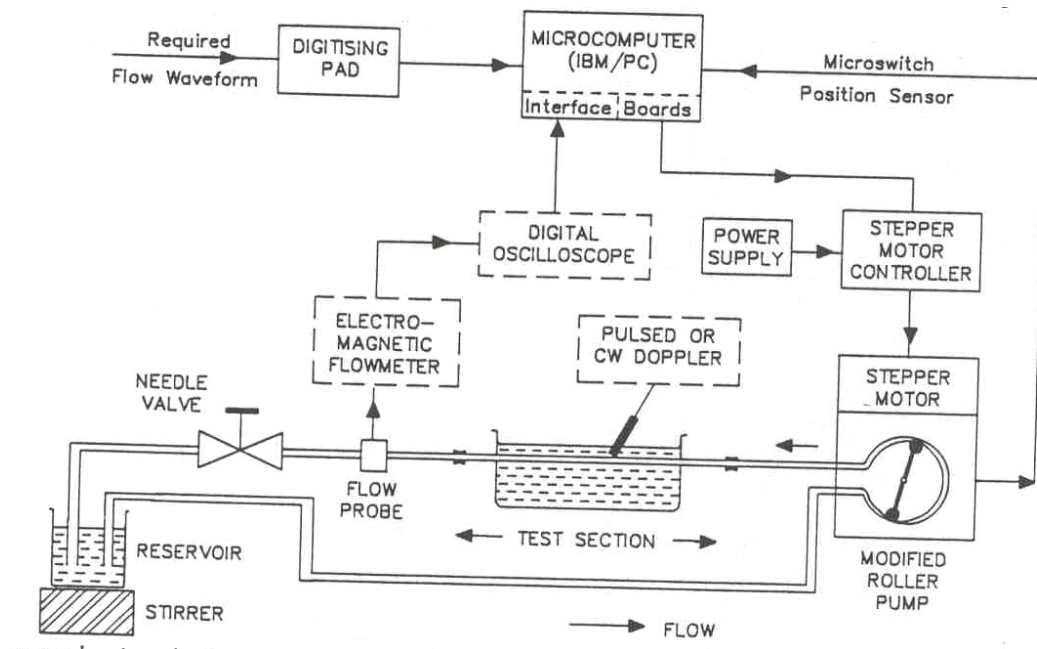 Required
Flow Waveform
DIGITISING
PAD
MICROCOMPUTER
(IBM/PC)
Interface Boards
Microswitch
Position Sensor
DIGITAL
OSCILLOSCOPE
POWER
SUPPLY
STEPPER
MOTOR
CONTROLLER
ELECTRO-
MAGNETIC
FLOWMETER
PULSED OR
CW DOPPLER
STEPPER
MOTOR
NEEDLE
VALVE
FLOW
PROBE
TEST SECTION
RESERVOIR
MODIFIED
ROLLER
PUMP
STIRRER
FLOW